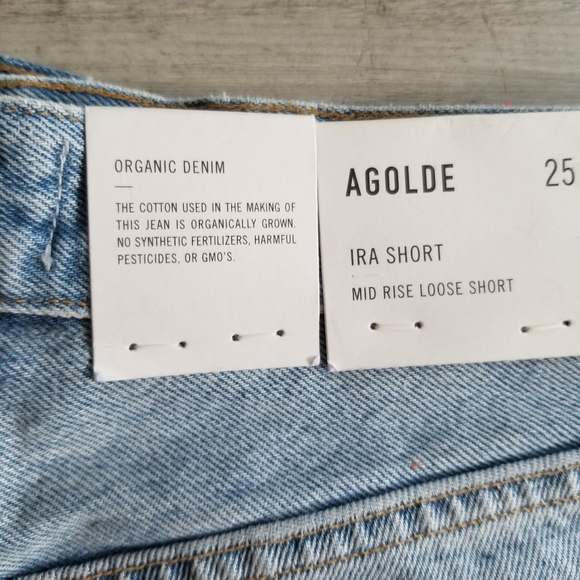 ORGANIC DENIM
THE COTTON USED IN THE MAKING OF
THIS JEAN IS ORGANICALLY GROWN.
NO SYNTHETIC FERTILIZERS, HARMFUL
PESTICIDES, OR GMO'S.
AGOLDE 25
IRA SHORT
MID RISE LOOSE SHORT